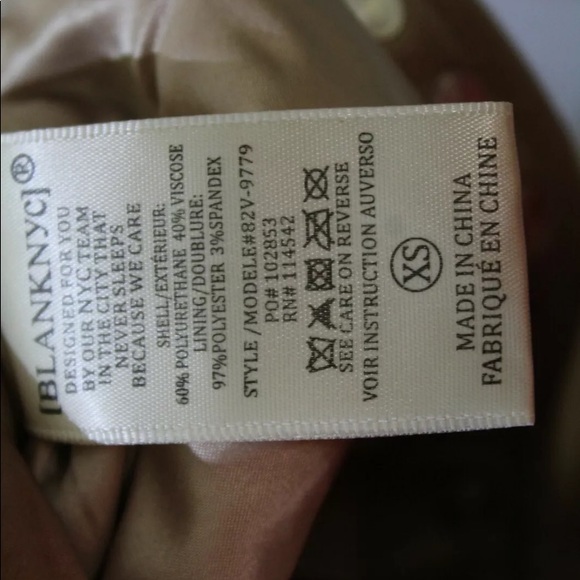 [BLANKNYC]®
DESIGNED FOR YOU
BY OUR NYC TEAM
IN THE CITY THAT
NEVER SLEEPS
BECAUSE WE CARE
SHELL/EXTÉRIEUR:
60% POLYURETHANE 40% VISCOSE
LINING/DOUBLURE:
97%POLYESTER 3%SPANDEX
STYLE /MODELE#82V-9779
PO# 102853
RN# 114542
SEE CARE ON REVERSE
VOIR INSTRUCTION AUVERSO
XS
MADE IN CHINA
FABRIQUÉ EN CHINE